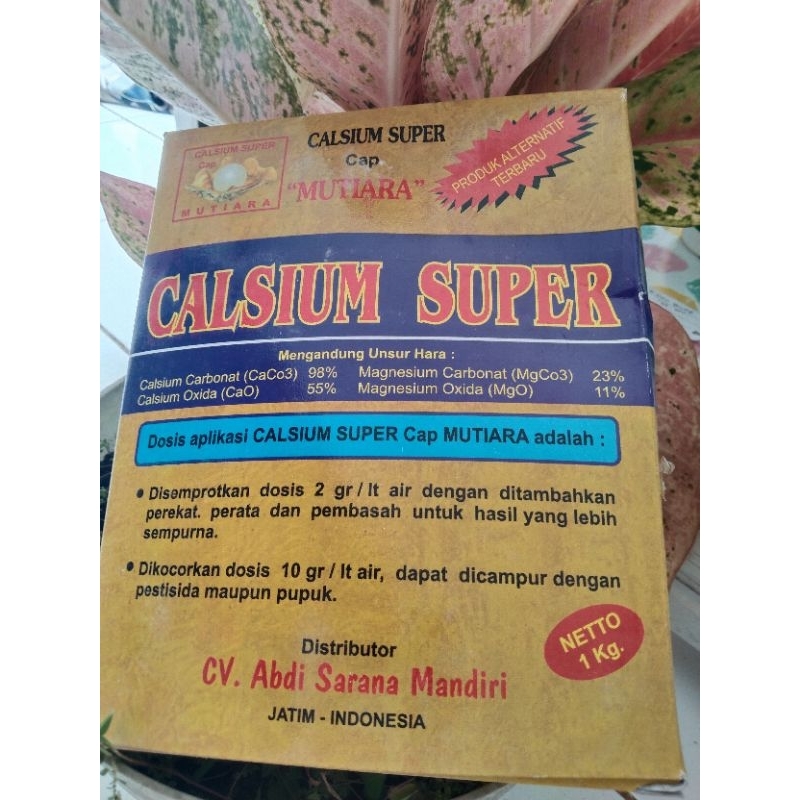 CALSIUM SUPER
Cap
MUTIARA
CALSIUM SUPER
Cap
"MUTIARA"
PRODUK ALTERNATIF
TERBARU
CALSIUM SUPER
Mengandung Unsur Hara :
Calsium Carbonat (CaCo3) 98% Magnesium Carbonat (MgCo3) 23%
Calsium Oxida (CaO) 55% Magnesium Oxida (MgO) 11%
Dosis aplikasi CALSIUM SUPER Cap MUTIARA adalah :
• Disemprotkan dosis 2 gr / lt air dengan ditambahkan
perekat. perata dan pembasah untuk hasil yang lebih
sempurna.
• Dikocorkan dosis 10 gr / lt air, dapat dicampur dengan
pestisida maupun pupuk.
NETTO
1 Kg.
Distributor
CV. Abdi Sarana Mandiri
JATIM - INDONESIA